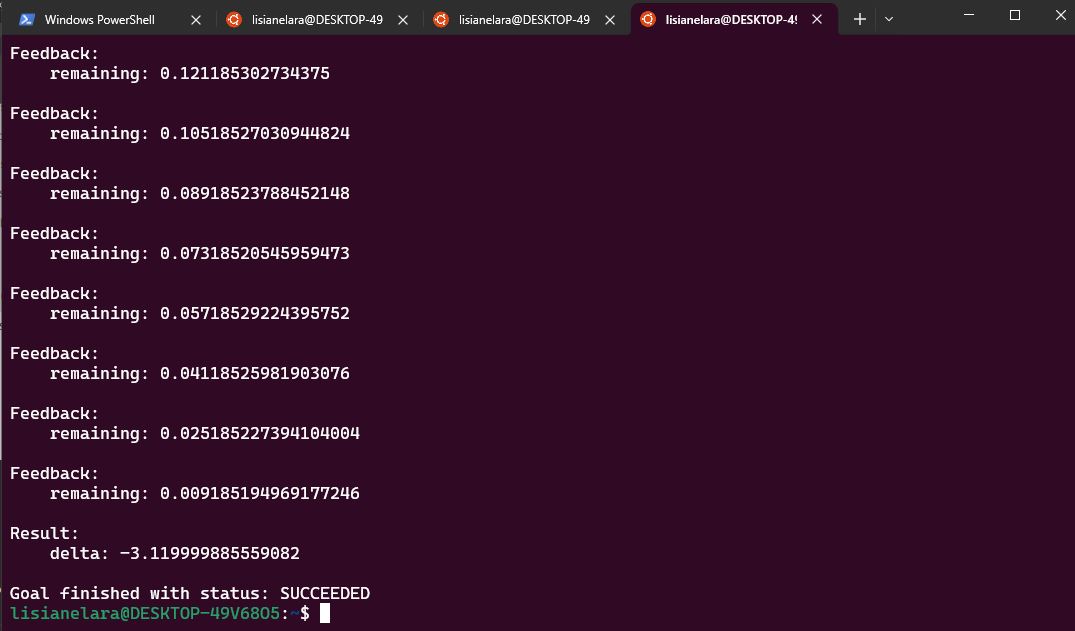 Windows PowerShell
lisianelara@DESKTOP-49
lisianelara@DESKTOP-49
lisianelara@DESKTOP-49
Feedback:
remaining: 0.121185302734375
Feedback:
remaining: 0.10518527030944824
Feedback:
remaining: 0.08918523788452148
Feedback:
remaining: 0.07318520545959473
Feedback:
remaining: 0.05718529224395752
Feedback:
remaining: 0.04118525981903076
Feedback:
remaining: 0.025185227394104004
Feedback:
remaining: 0.009185194969177246
Result:
delta: -3.119999885559082
Goal finished with status: SUCCEEDED
lisianelara@DESKTOP-49V68O5:~$